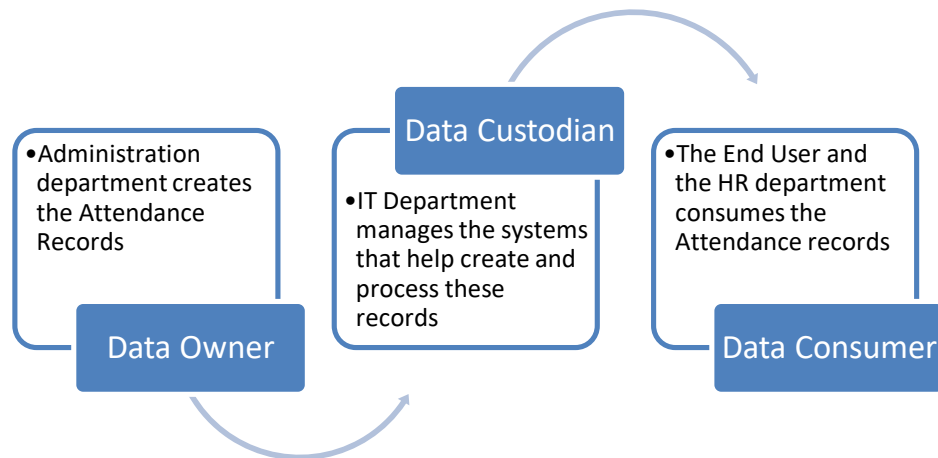 •Administration
department creates
the Attendance
Records
Data Owner
Data Custodian
•IT Department
manages the systems
that help create and
process these
records
•The End User and
the HR department
consumes the
Attendance records
Data Consumer